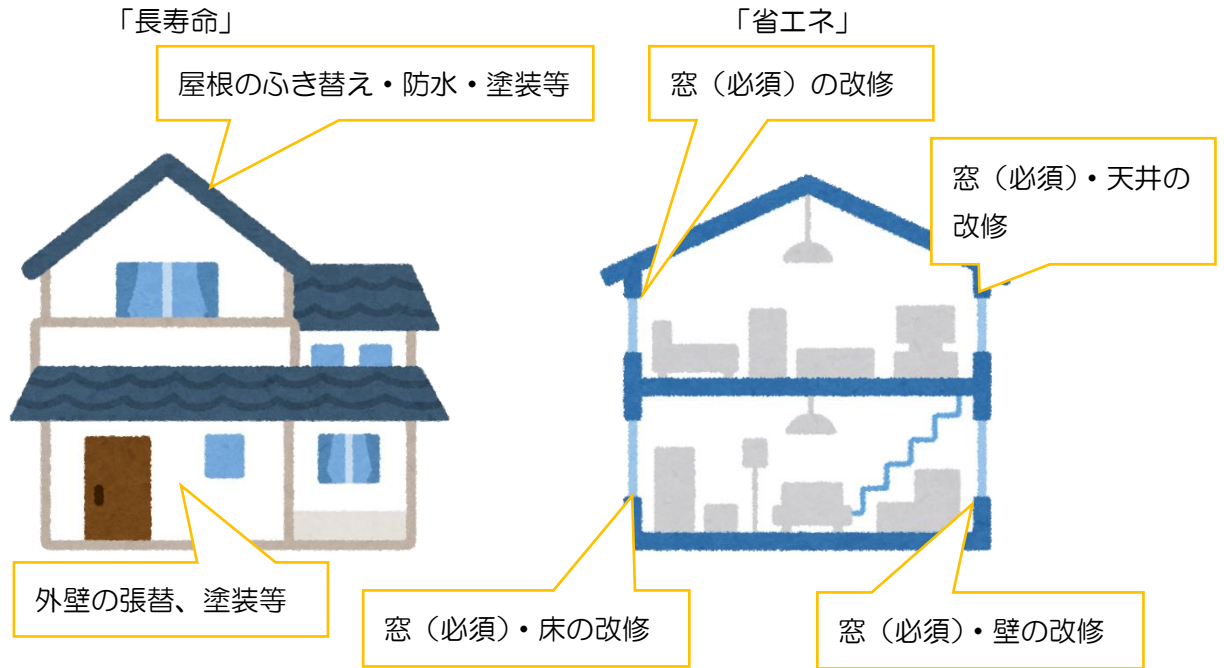 「長寿命」
「省エネ」
屋根のふき替え・防水・塗装等
窓（必須）の改修
窓（必須）・天井の
改修
外壁の張替、塗装等
窓（必須）・床の改修
窓（必須）・壁の改修